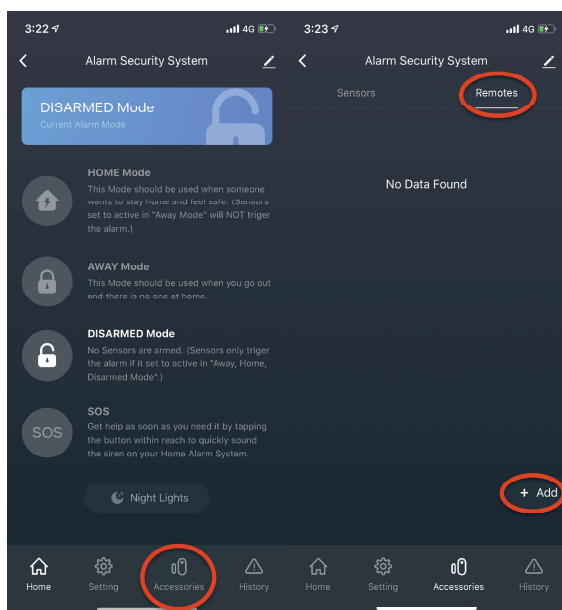 3:22
4G
Alarm Security System
DISARMED Mode
Current Alarm Mode
HOME Mode
This Mode should be used when someone
wants to stay home and feel safe. (Sensors
set to active in "Away Mode" will NOT triger
the alarm.)
AWAY Mode
This Mode should be used when you go out
and there is no one at home.
DISARMED Mode
No Sensors are armed. (Sensors only triger
the alarm if it set to active in "Away, Home,
Disarmed Mode".)
SOS
SOS
Get help as soon as you need it by tapping
the button within reach to quickly sound
the siren on your Home Alarm System.
Night Lights
Home Setting Accessories History
3:23
4G
Alarm Security System
Sensors Remotes
No Data Found
+ Add
Home Setting Accessories History